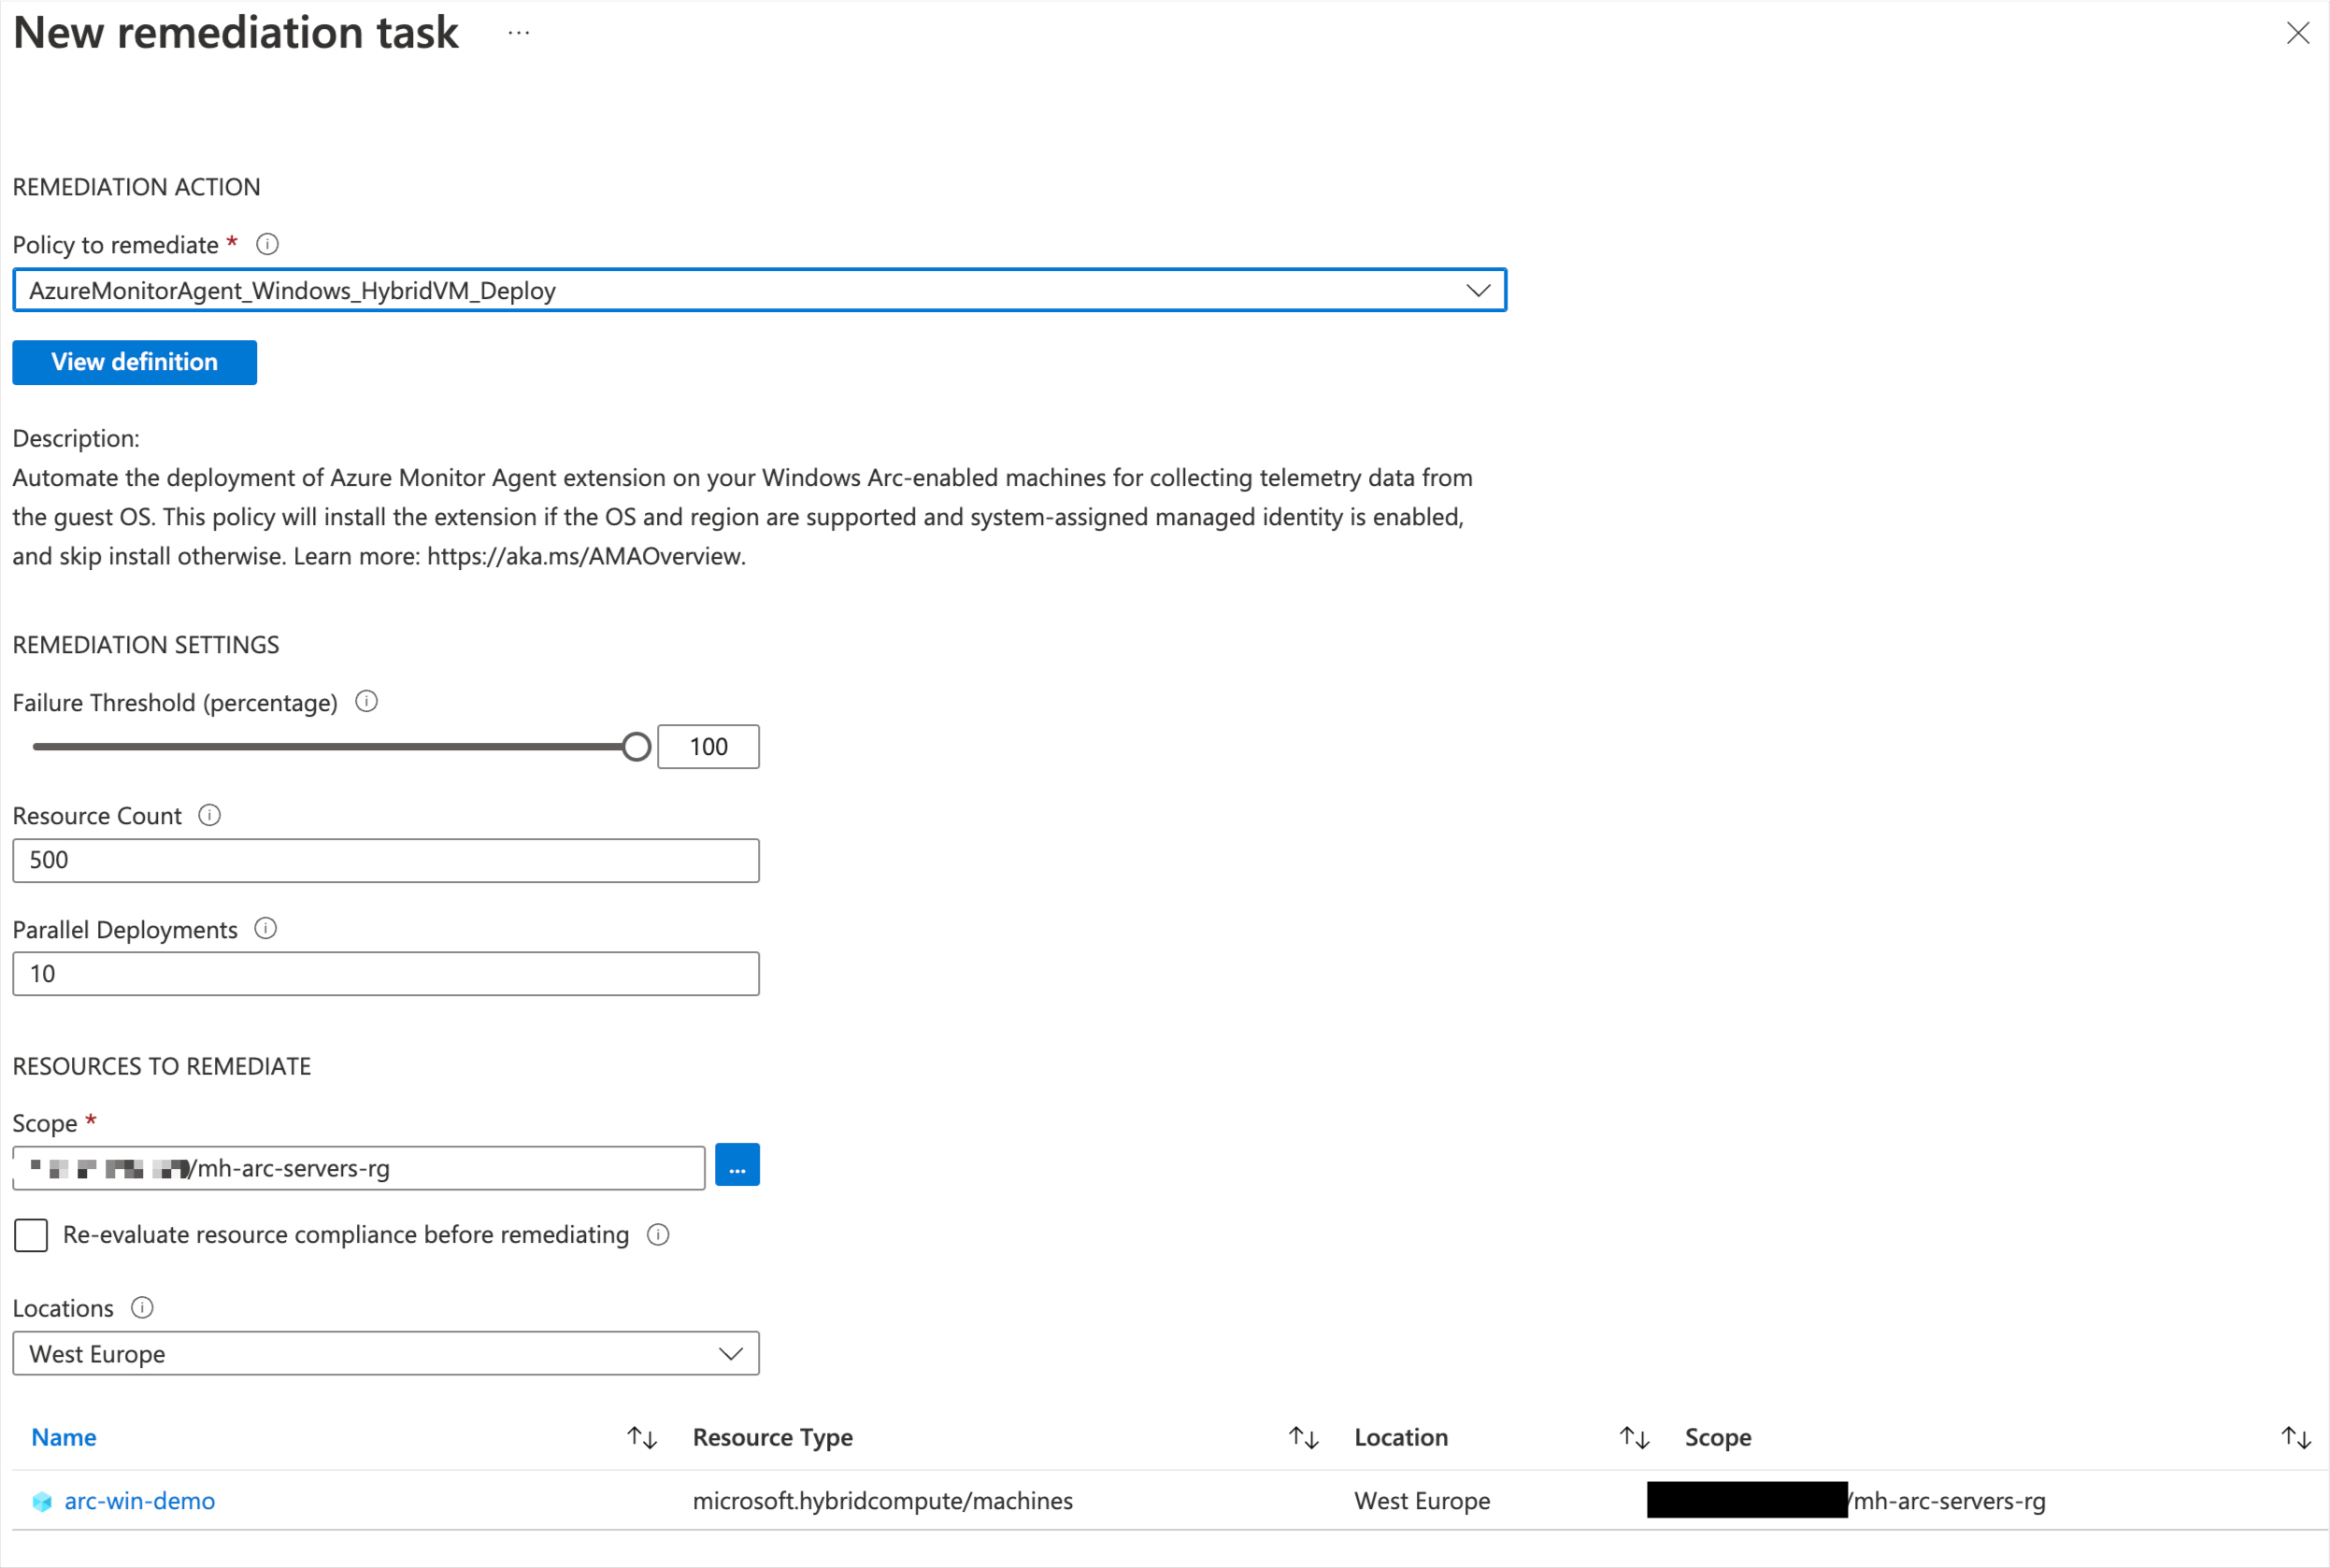 New remediation task ...
REMEDIATION ACTION
Policy to remediate *
AzureMonitorAgent_Windows_HybridVM_Deploy
View definition
Description:
Automate the deployment of Azure Monitor Agent extension on your Windows Arc-enabled machines for collecting telemetry data from
the guest OS. This policy will install the extension if the OS and region are supported and system-assigned managed identity is enabled,
and skip install otherwise. Learn more: https://aka.ms/AMAOverview.
REMEDIATION SETTINGS
Failure Threshold (percentage)
100
Resource Count
500
Parallel Deployments
10
RESOURCES TO REMEDIATE
Scope *
/mh-arc-servers-rg ...
Re-evaluate resource compliance before remediating
Locations
West Europe
Name Resource Type Location Scope
arc-win-demo microsoft.hybridcompute/machines West Europe /mh-arc-servers-rg